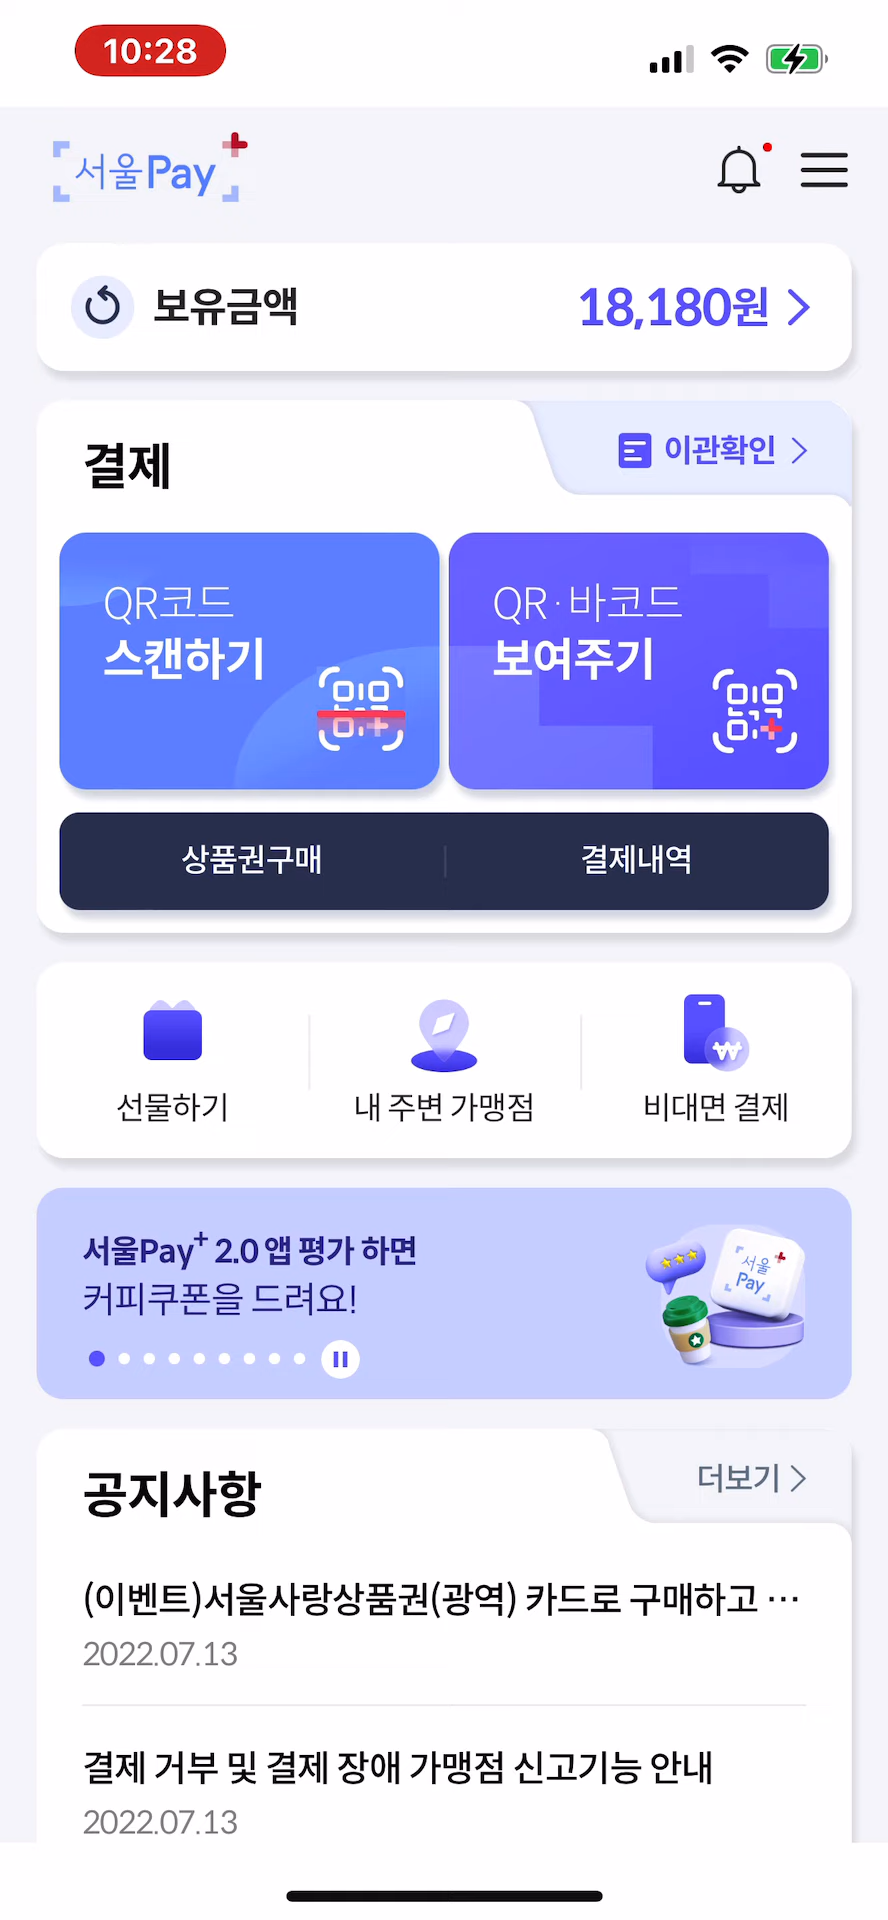 10:28
서울Pay+
보유금액
18,180원
결제
이관확인
QR코드
스캔하기
QR·바코드
보여주기
상품권구매
결제내역
선물하기
내 주변 가맹점
비대면 결제
서울Pay+ 2.0 앱 평가 하면
커피쿠폰을 드려요!
서울
Pay
공지사항
더보기
(이벤트)서울사랑상품권(광역) 카드로 구매하고 ···
2022.07.13
결제 거부 및 결제 장애 가맹점 신고기능 안내
2022.07.13